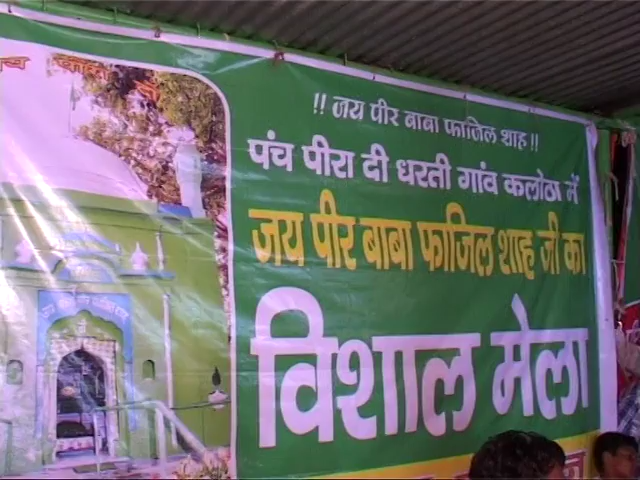 !! जय पीर बाबा फाजिल शाह !!
पंच पीरा दी धरती गांव कलोठा में
जय पीर बाबा फाजिल शाह जी का
विशाल मेला